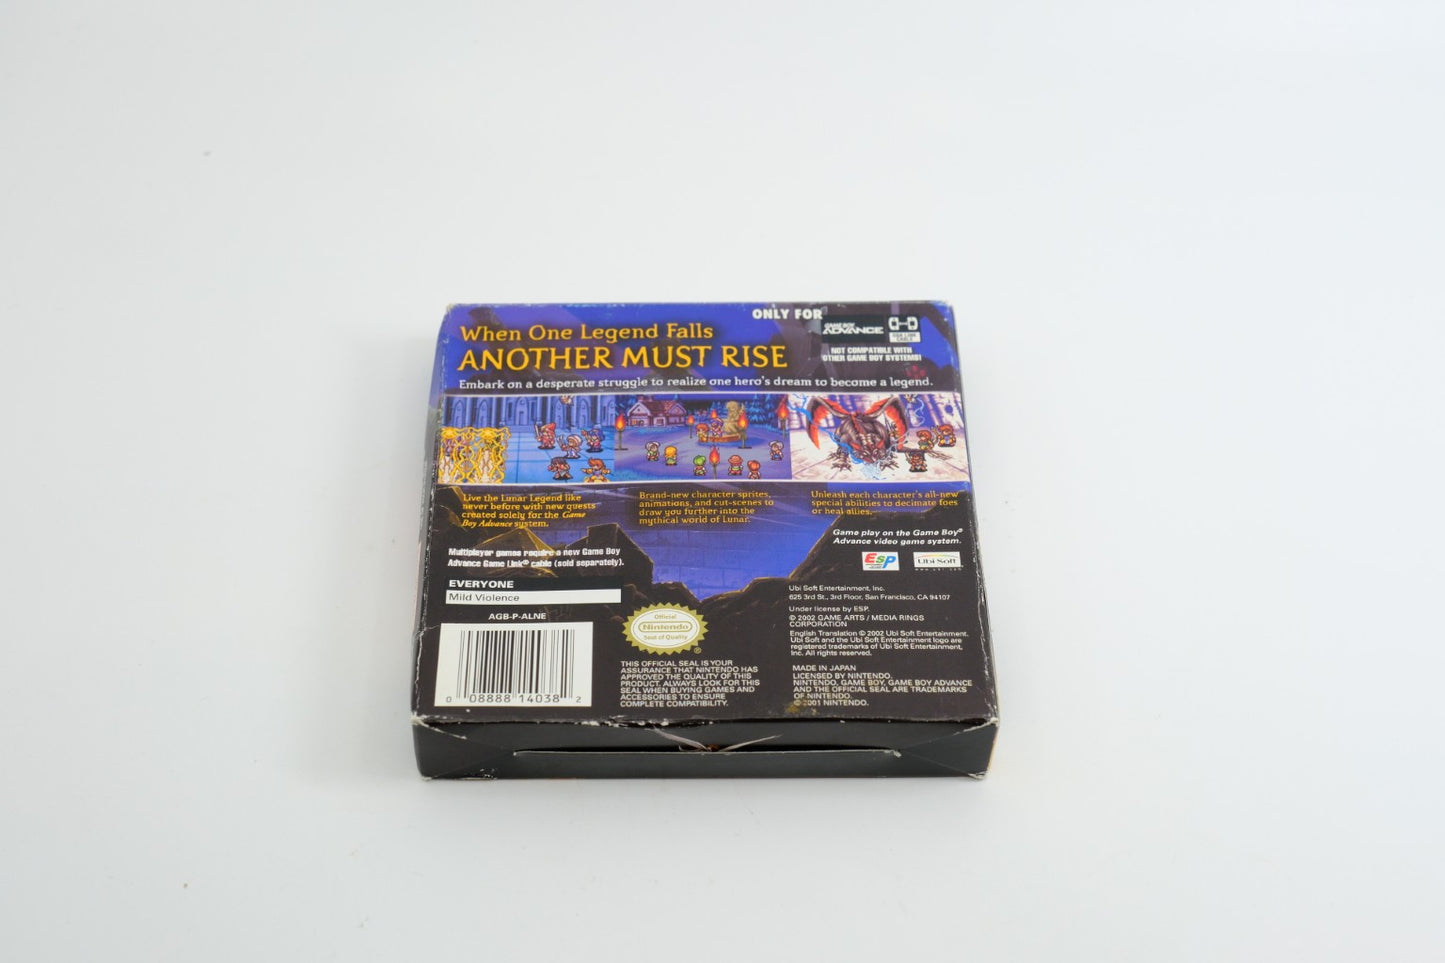 ONLY FOR
GAME BOY
ADVANCE
GBA LINK
CABLE
NOT COMPATIBLE WITH
OTHER GAME BOY SYSTEMS!
When One Legend Falls
ANOTHER MUST RISE
Embark on a desperate struggle to realize one hero's dream to become a legend.
Live the Lunar Legend like
never before with new quests
created solely for the Game
Boy Advance system.
Brand-new character sprites,
animations, and cut-scenes to
draw you further into the
mythical world of Lunar.
Unleash each character's all-new
special abilities to decimate foes
or heal allies.
Game play on the Game Boy®
Advance video game system.
Multiplayer games require a new Game Boy
Advance Game Link® cable (sold separately).
ESP
Ubi Soft
EVERYONE
Mild Violence
AGB-P-ALNE
0 08888 14038 2
Official
Nintendo
Seal of Quality
®
THIS OFFICIAL SEAL IS YOUR
ASSURANCE THAT NINTENDO HAS
APPROVED THE QUALITY OF THIS
PRODUCT. ALWAYS LOOK FOR THIS
SEAL WHEN BUYING GAMES AND
ACCESSORIES TO ENSURE
COMPLETE COMPATIBILITY.
Ubi Soft Entertainment, Inc.
625 3rd St., 3rd Floor, San Francisco, CA 94107
Under license by ESP.
© 2002 GAME ARTS / MEDIA RINGS
CORPORATION
English Translation © 2002 Ubi Soft Entertainment.
Ubi Soft and the Ubi Soft Entertainment logo are
registered trademarks of Ubi Soft Entertainment,
Inc. All rights reserved.
MADE IN JAPAN
LICENSED BY NINTENDO.
NINTENDO, GAME BOY, GAME BOY ADVANCE
AND THE OFFICIAL SEAL ARE TRADEMARKS
OF NINTENDO.
© 2001 NINTENDO.